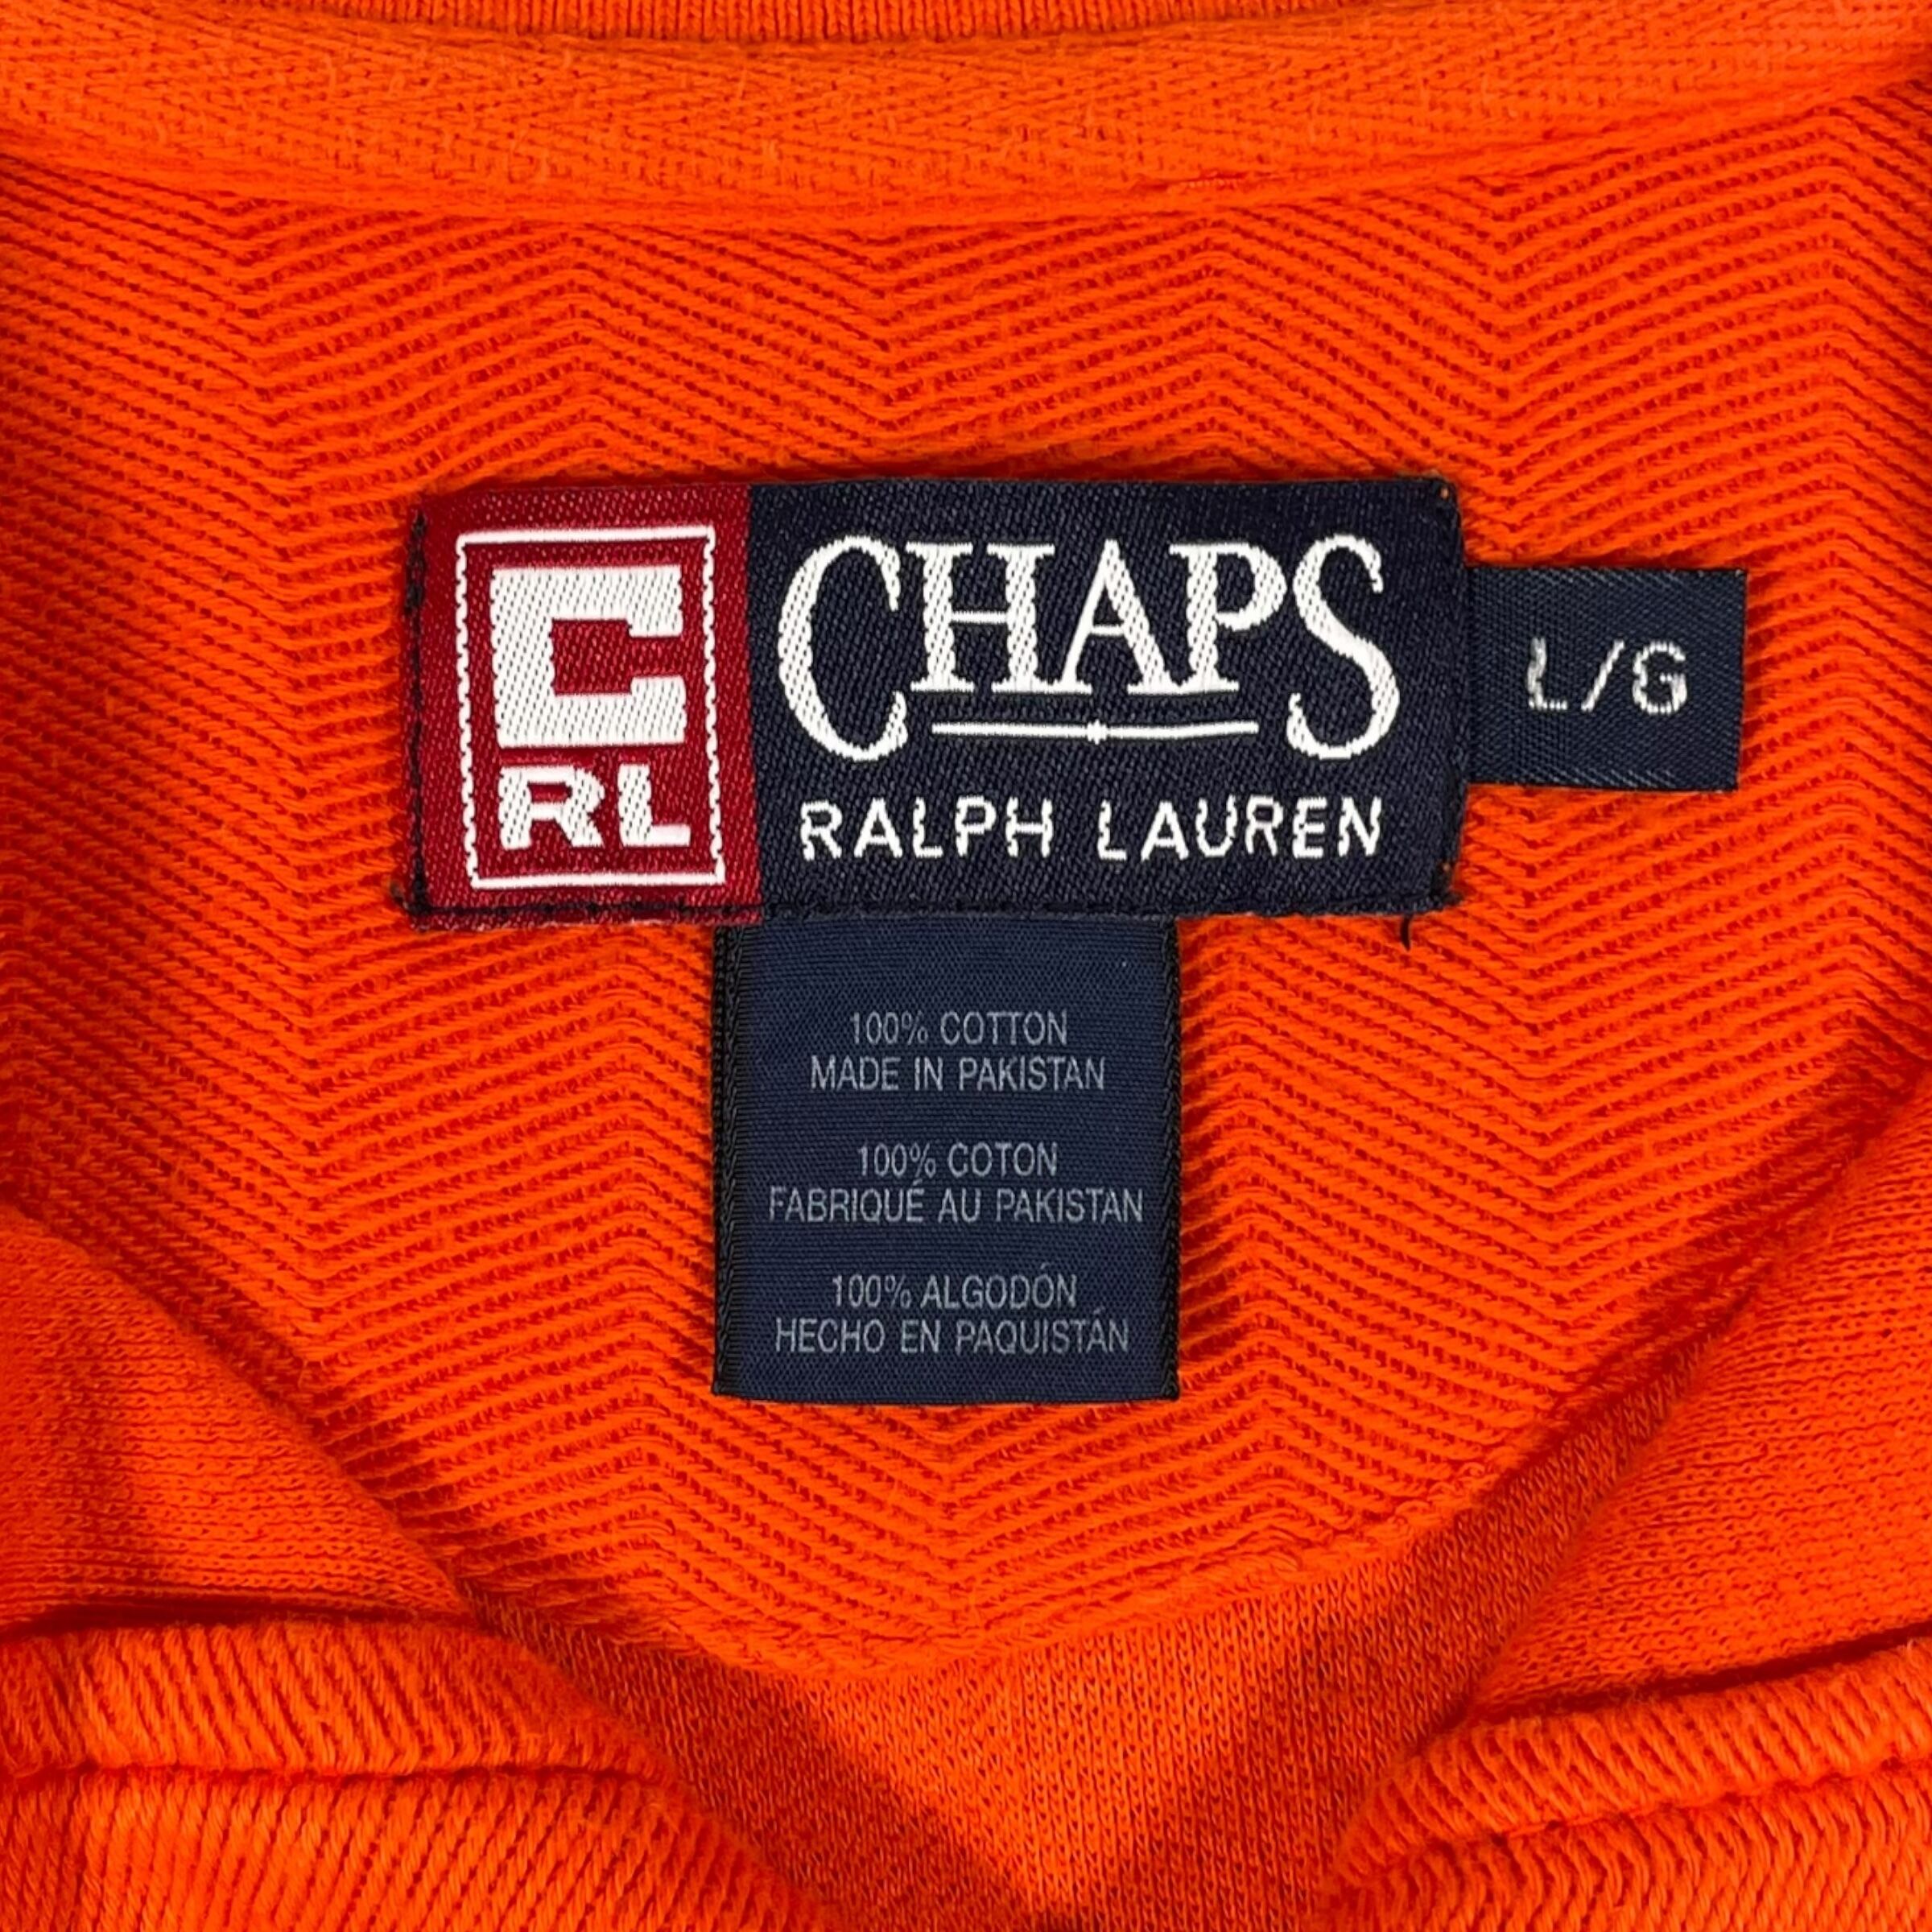 C
RL
CHAPS
RALPH LAUREN
L/G
100% COTTON
MADE IN PAKISTAN
100% COTON
FABRIQUÉ AU PAKISTAN
100% ALGODÓN
HECHO EN PAQUISTÁN